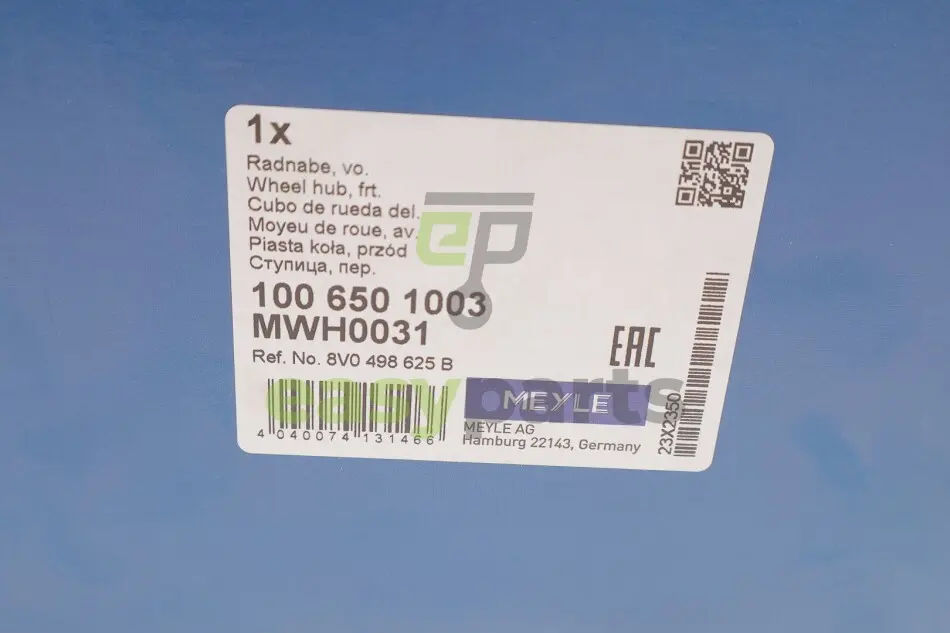 1x
Radnabe, vo.
Wheel hub, frt.
Cubo de rueda del.
Moyeu de roue, av.
Piasta koła, przód
Ступица, пер.
100 650 1003
MWH0031
Ref. No. 8V0 498 625 B
4 040074 131466
EAC
MEYLE
MEYLE AG
Hamburg 22143, Germany
23X2350
ep
easyparts